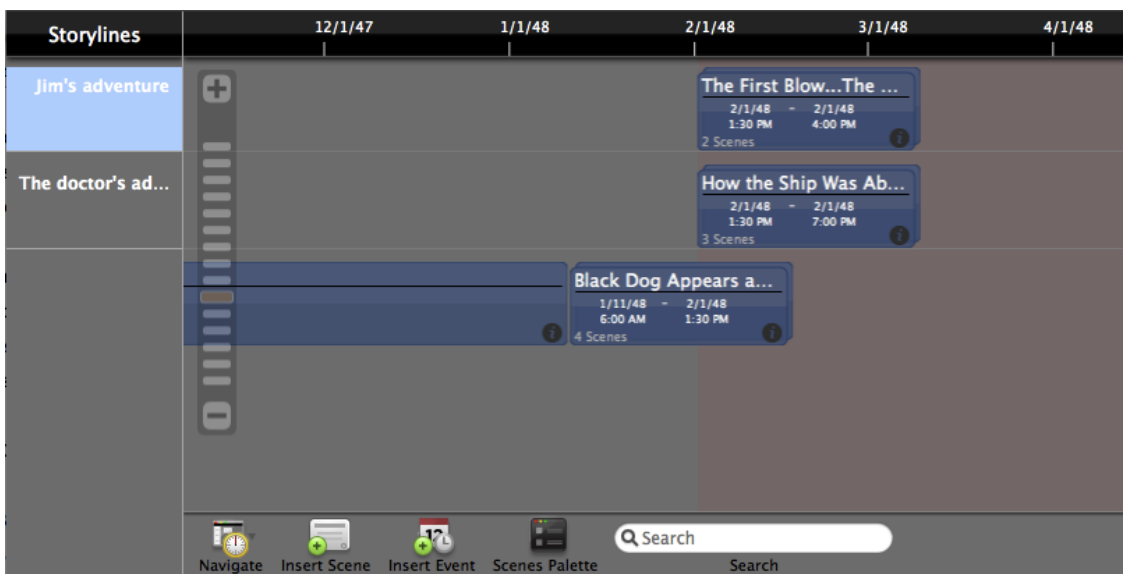 Storylines
12/1/47
1/1/48
2/1/48
3/1/48
4/1/48
Jim's adventure
The First Blow...The ...
2/1/48 - 2/1/48
1:30 PM 4:00 PM
2 Scenes
The doctor's ad...
How the Ship Was Ab...
2/1/48 - 2/1/48
1:30 PM 7:00 PM
3 Scenes
Black Dog Appears a...
1/11/48 - 2/1/48
6:00 AM 1:30 PM
4 Scenes
Search
Navigate
Insert Scene
Insert Event
Scenes Palette
Search